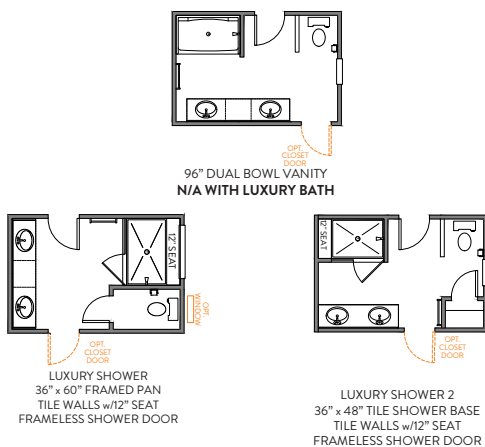 OPT.
CLOSET
DOOR
96" DUAL BOWL VANITY
N/A WITH LUXURY BATH
12" SEAT
OPT.
WINDOW
OPT.
CLOSET
DOOR
LUXURY SHOWER
36" x 60" FRAMED PAN
TILE WALLS w/12" SEAT
FRAMELESS SHOWER DOOR
12" SEAT
OPT.
CLOSET
DOOR
LUXURY SHOWER 2
36" x 48" TILE SHOWER BASE
TILE WALLS w/12" SEAT
FRAMELESS SHOWER DOOR